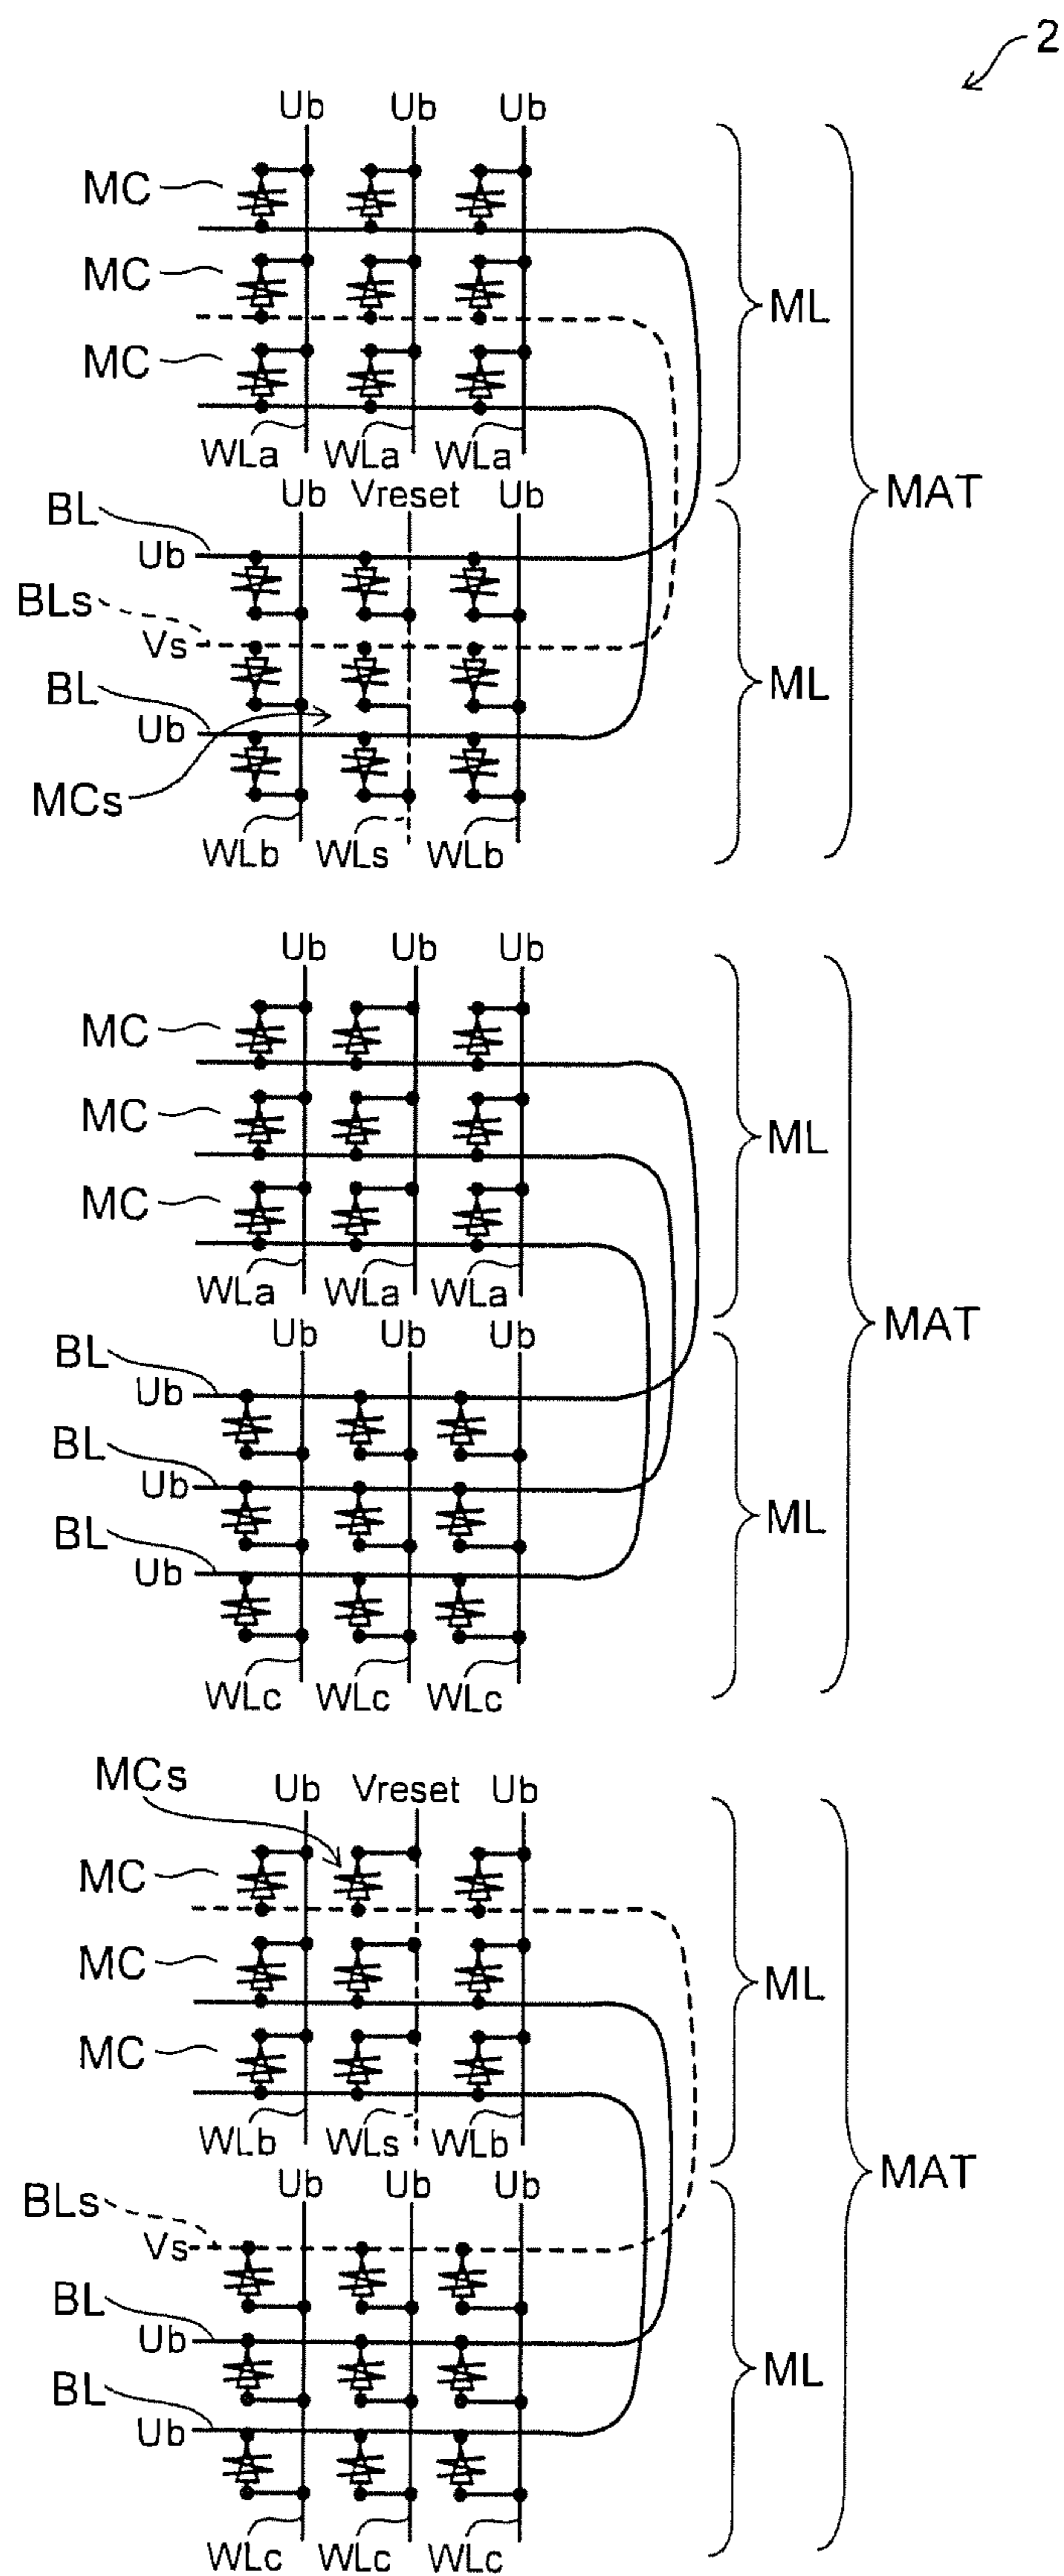 2
Ub Ub Ub
MC
MC
ML
MC
WLa WLa WLa
MAT
Ub Vreset Ub
BL
Ub
BLs
Vs
ML
BL
Ub
MCs
WLb WLs WLb
Ub Ub Ub
MC
MC
ML
MC
WLa WLa WLa
MAT
Ub Ub Ub
BL
Ub
BL
Ub
ML
BL
Ub
WLc WLc WLc
MCs
Ub Vreset Ub
MC
MC
ML
MC
WLb WLs WLb
MAT
Ub Ub Ub
BLs
Vs
BL
Ub
ML
BL
Ub
WLc WLc WLc